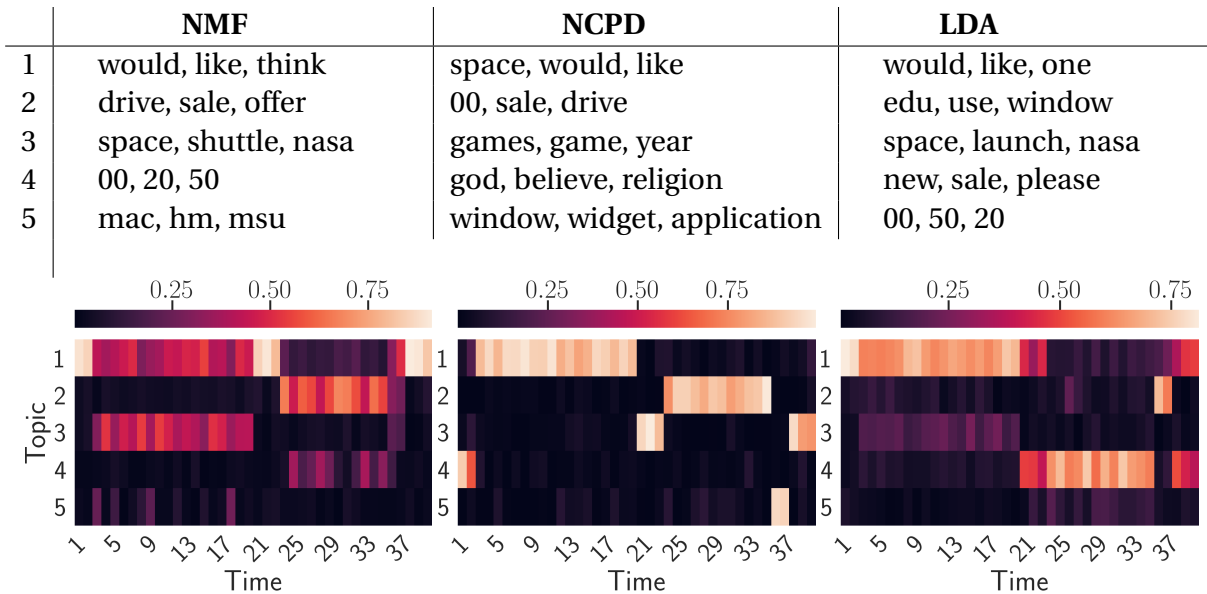 NMF NCPD LDA
1 would, like, think space, would, like would, like, one
2 drive, sale, offer 00, sale, drive edu, use, window
3 space, shuttle, nasa games, game, year space, launch, nasa
4 00, 20, 50 god, believe, religion new, sale, please
5 mac, hm, msu window, widget, application 00, 50, 20
0.25 0.50 0.75 0.25 0.50 0.75 0.25 0.50 0.75
1 1 1
2 2 2
3 3 3
4 4 4
5 5 5
Topic
1 5 9 13 17 21 25 29 33 37 1 5 9 13 17 21 25 29 33 37 1 5 9 13 17 21 25 29 33 37
Time Time Time